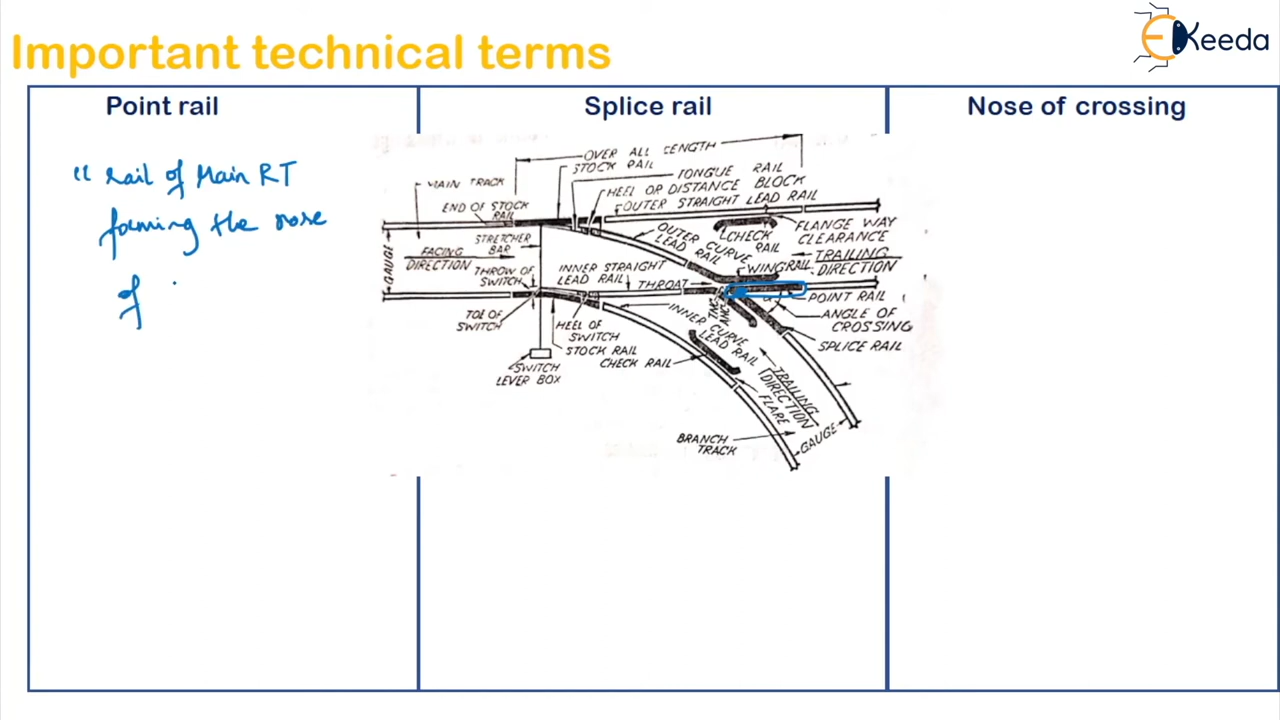 Important technical terms
EKeeda
Point rail
Splice rail
Nose of crossing
" rail of Main RT
forming the nose
of
OVER ALL LENGTH
STOCK RAIL
TONGUE RAIL
MAIN TRACK
HEEL OR DISTANCE BLOCK
OUTER STRAIGHT LEAD RAIL
END OF STOCK
RAIL
FLANGE WAY
CLEARANCE
CHECK
RAIL
OUTER CURVE
LEAD RAIL
STRETCHER
BAR
GAUGE
FACING
DIRECTION
TRAILING
DIRECTION
WING RAIL
INNER STRAIGHT
LEAD RAIL
THROW OF
SWITCH
THROAT
POINT RAIL
ANGLE OF
CROSSING
TOE OF
SWITCH
HEEL OF
SWITCH
INNER CURVE
LEAD RAIL
SPLICE RAIL
STOCK RAIL
CHECK RAIL
SWITCH
LEVER BOX
TRAILING
DIRECTION
FLARE
BRANCH
TRACK
GAUGE